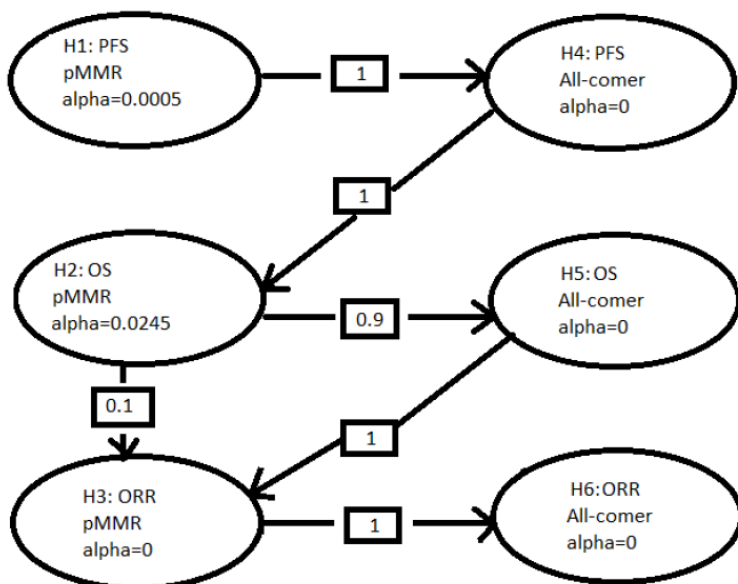 H1: PFS
pMMR
alpha=0.0005
1
H4: PFS
All-comer
alpha=0
1
H2: OS
pMMR
alpha=0.0245
0.9
H5: OS
All-comer
alpha=0
0.1
1
H3: ORR
pMMR
alpha=0
1
H6:ORR
All-comer
alpha=0